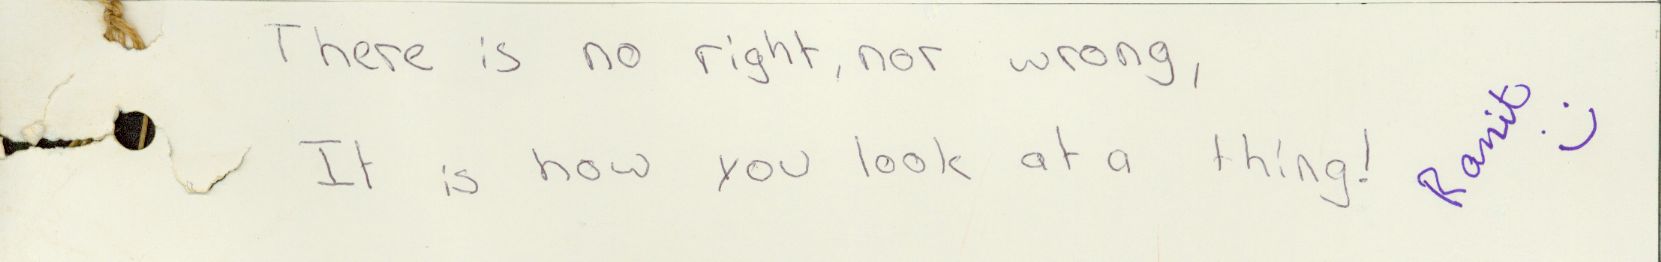 There is no right, nor wrong,
It is how you look at a thing!
Ranit :)